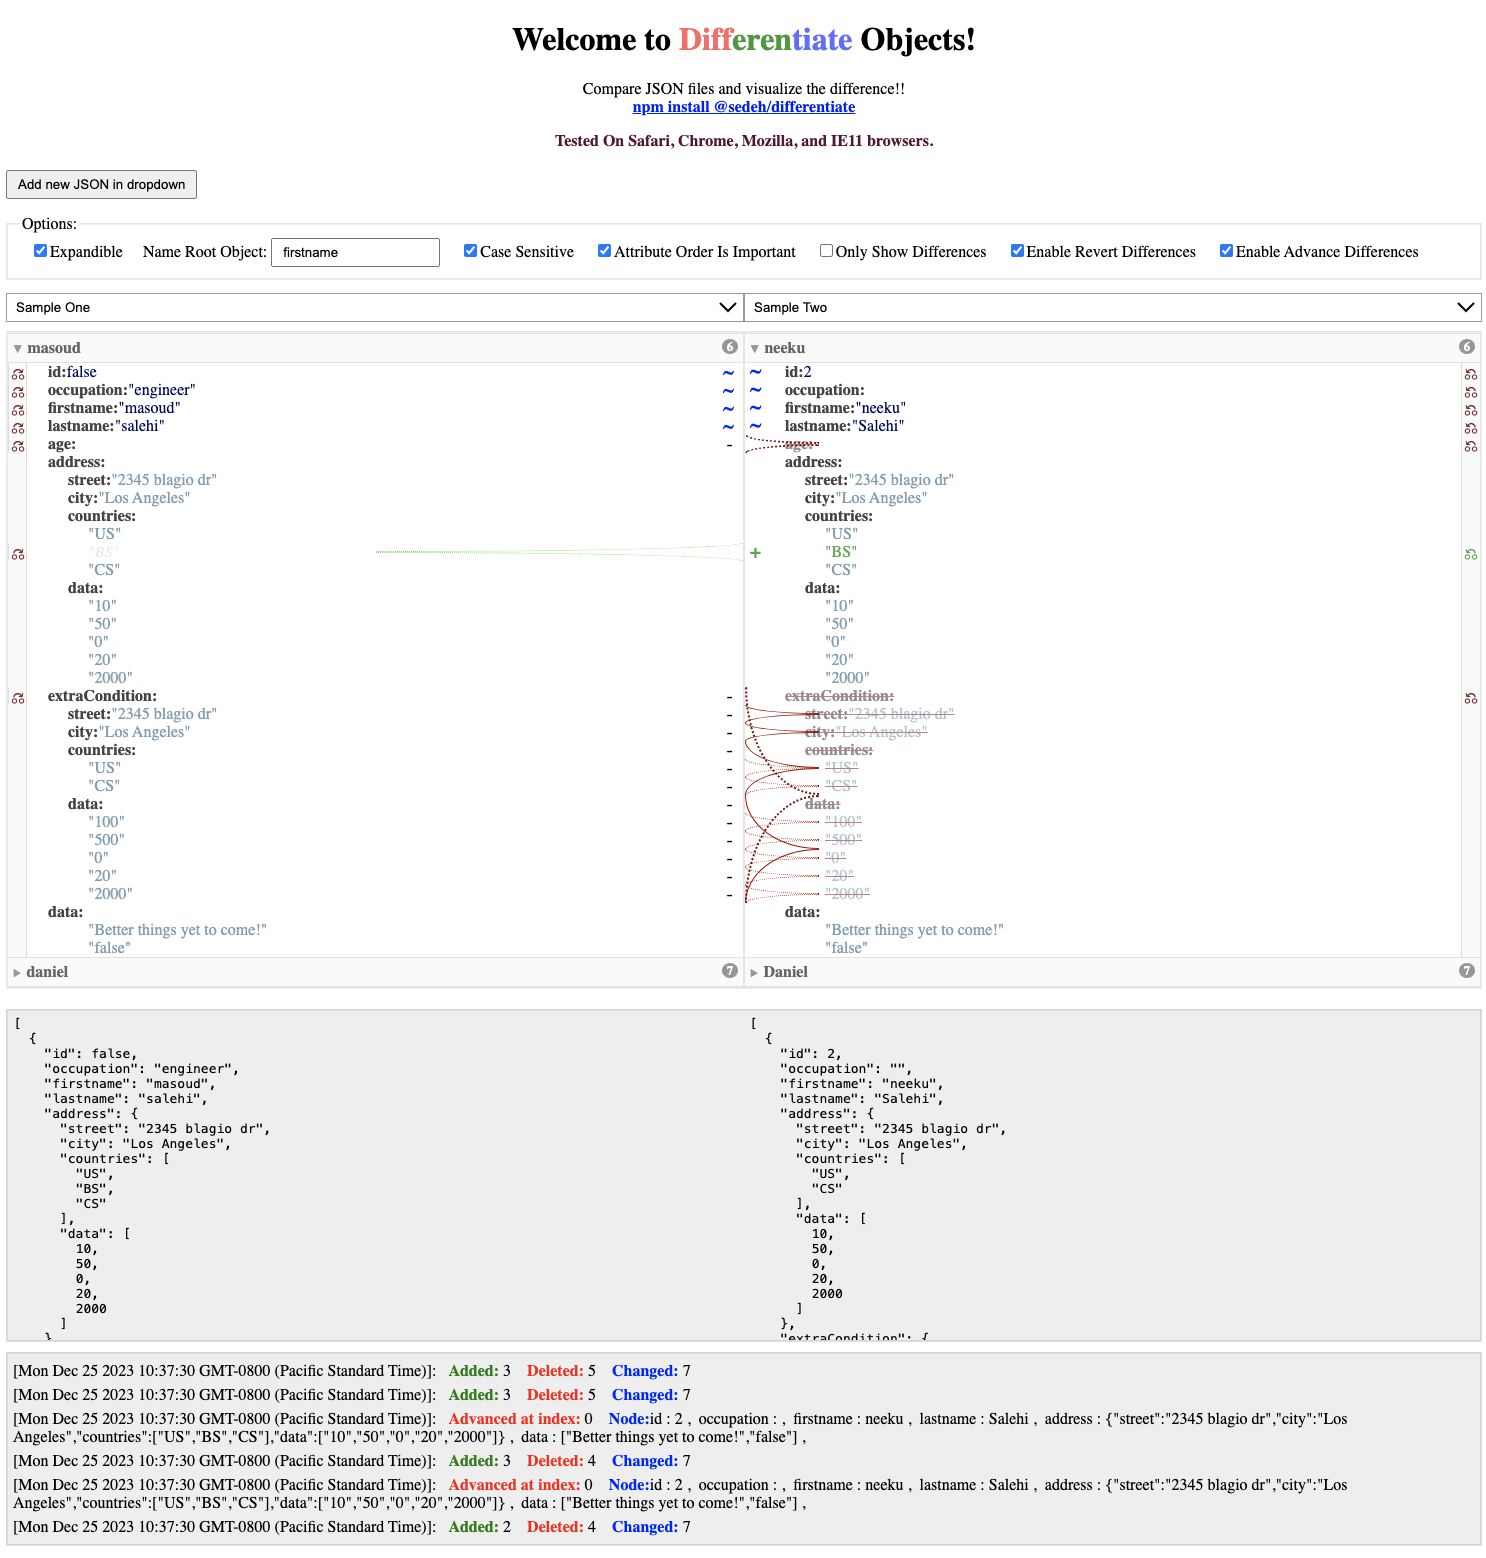 Welcome to Differentiate Objects!
Compare JSON files and visualize the difference!!
npm install @sedeh/differentiate
Tested On Safari, Chrome, Mozilla, and IE11 browsers.
Add new JSON in dropdown
Options:
Expandible Name Root Object: firstname Case Sensitive Attribute Order Is Important Only Show Differences Enable Revert Differences Enable Advance Differences
Sample One Sample Two
masoud 6 neeku 6
id:false ~ ~ id:2
occupation:"engineer" ~ ~ occupation:
firstname:"masoud" ~ ~ firstname:"neeku"
lastname:"salehi" ~ ~ lastname:"Salehi"
age: - age:
address: address:
street:"2345 blagio dr" street:"2345 blagio dr"
city:"Los Angeles" city:"Los Angeles"
countries: countries:
"US" "US"
"BS" + "BS"
"CS" "CS"
data: data:
"10" "10"
"50" "50"
"0" "0"
"20" "20"
"2000" "2000"
extraCondition: - extraCondition:
street:"2345 blagio dr" - street:"2345 blagio dr"
city:"Los Angeles" - city:"Los Angeles"
countries: - countries:
"US" - "US"
"CS" - "CS"
data: - data:
"100" - "100"
"500" - "500"
"0" - "0"
"20" - "20"
"2000" - "2000"
data: data:
"Better things yet to come!" "Better things yet to come!"
"false" "false"
daniel 7 Daniel 7
[ [
{ {
"id": false, "id": 2,
"occupation": "engineer", "occupation": "",
"firstname": "masoud", "firstname": "neeku",
"lastname": "salehi", "lastname": "Salehi",
"address": { "address": {
"street": "2345 blagio dr", "street": "2345 blagio dr",
"city": "Los Angeles", "city": "Los Angeles",
"countries": [ "countries": [
"US", "US",
"BS", "CS"
"CS" ],
], "data": [
"data": [ 10,
10, 50,
50, 0,
0, 20,
20, 2000
2000 ]
] },
} "extraCondition": {
[Mon Dec 25 2023 10:37:30 GMT-0800 (Pacific Standard Time)]: Added: 3 Deleted: 5 Changed: 7
[Mon Dec 25 2023 10:37:30 GMT-0800 (Pacific Standard Time)]: Added: 3 Deleted: 5 Changed: 7
[Mon Dec 25 2023 10:37:30 GMT-0800 (Pacific Standard Time)]: Advanced at index: 0 Node:id : 2 , occupation : , firstname : neeku , lastname : Salehi , address : {"street":"2345 blagio dr","city":"Los
Angeles","countries":["US","BS","CS"],"data":["10","50","0","20","2000"]} , data : ["Better things yet to come!","false"] ,
[Mon Dec 25 2023 10:37:30 GMT-0800 (Pacific Standard Time)]: Added: 3 Deleted: 4 Changed: 7
[Mon Dec 25 2023 10:37:30 GMT-0800 (Pacific Standard Time)]: Advanced at index: 0 Node:id : 2 , occupation : , firstname : neeku , lastname : Salehi , address : {"street":"2345 blagio dr","city":"Los
Angeles","countries":["US","BS","CS"],"data":["10","50","0","20","2000"]} , data : ["Better things yet to come!","false"] ,
[Mon Dec 25 2023 10:37:30 GMT-0800 (Pacific Standard Time)]: Added: 2 Deleted: 4 Changed: 7